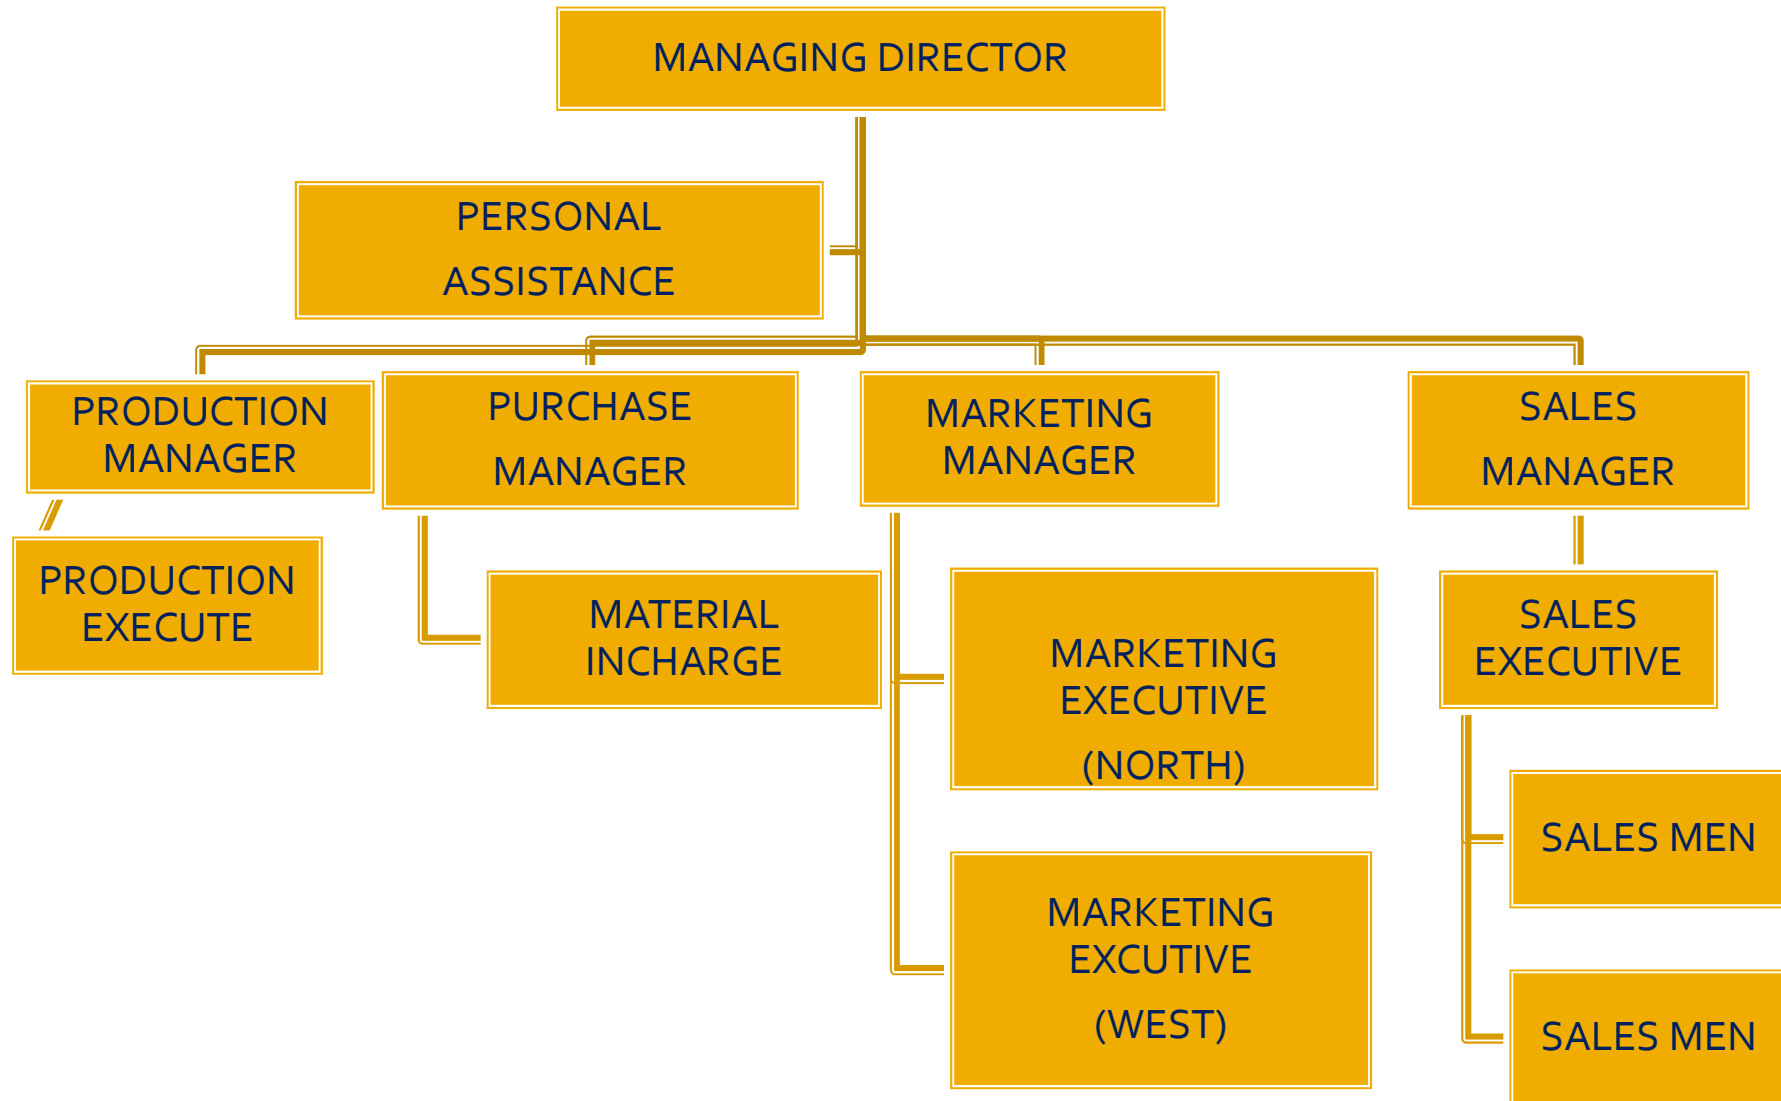 MANAGING DIRECTOR
PERSONAL
ASSISTANCE
PRODUCTION
MANAGER
PURCHASE
MANAGER
MARKETING
MANAGER
SALES
MANAGER
PRODUCTION
EXECUTE
MATERIAL
INCHARGE
MARKETING
EXECUTIVE
(NORTH)
SALES
EXECUTIVE
MARKETING
EXCUTIVE
(WEST)
SALES MEN
SALES MEN